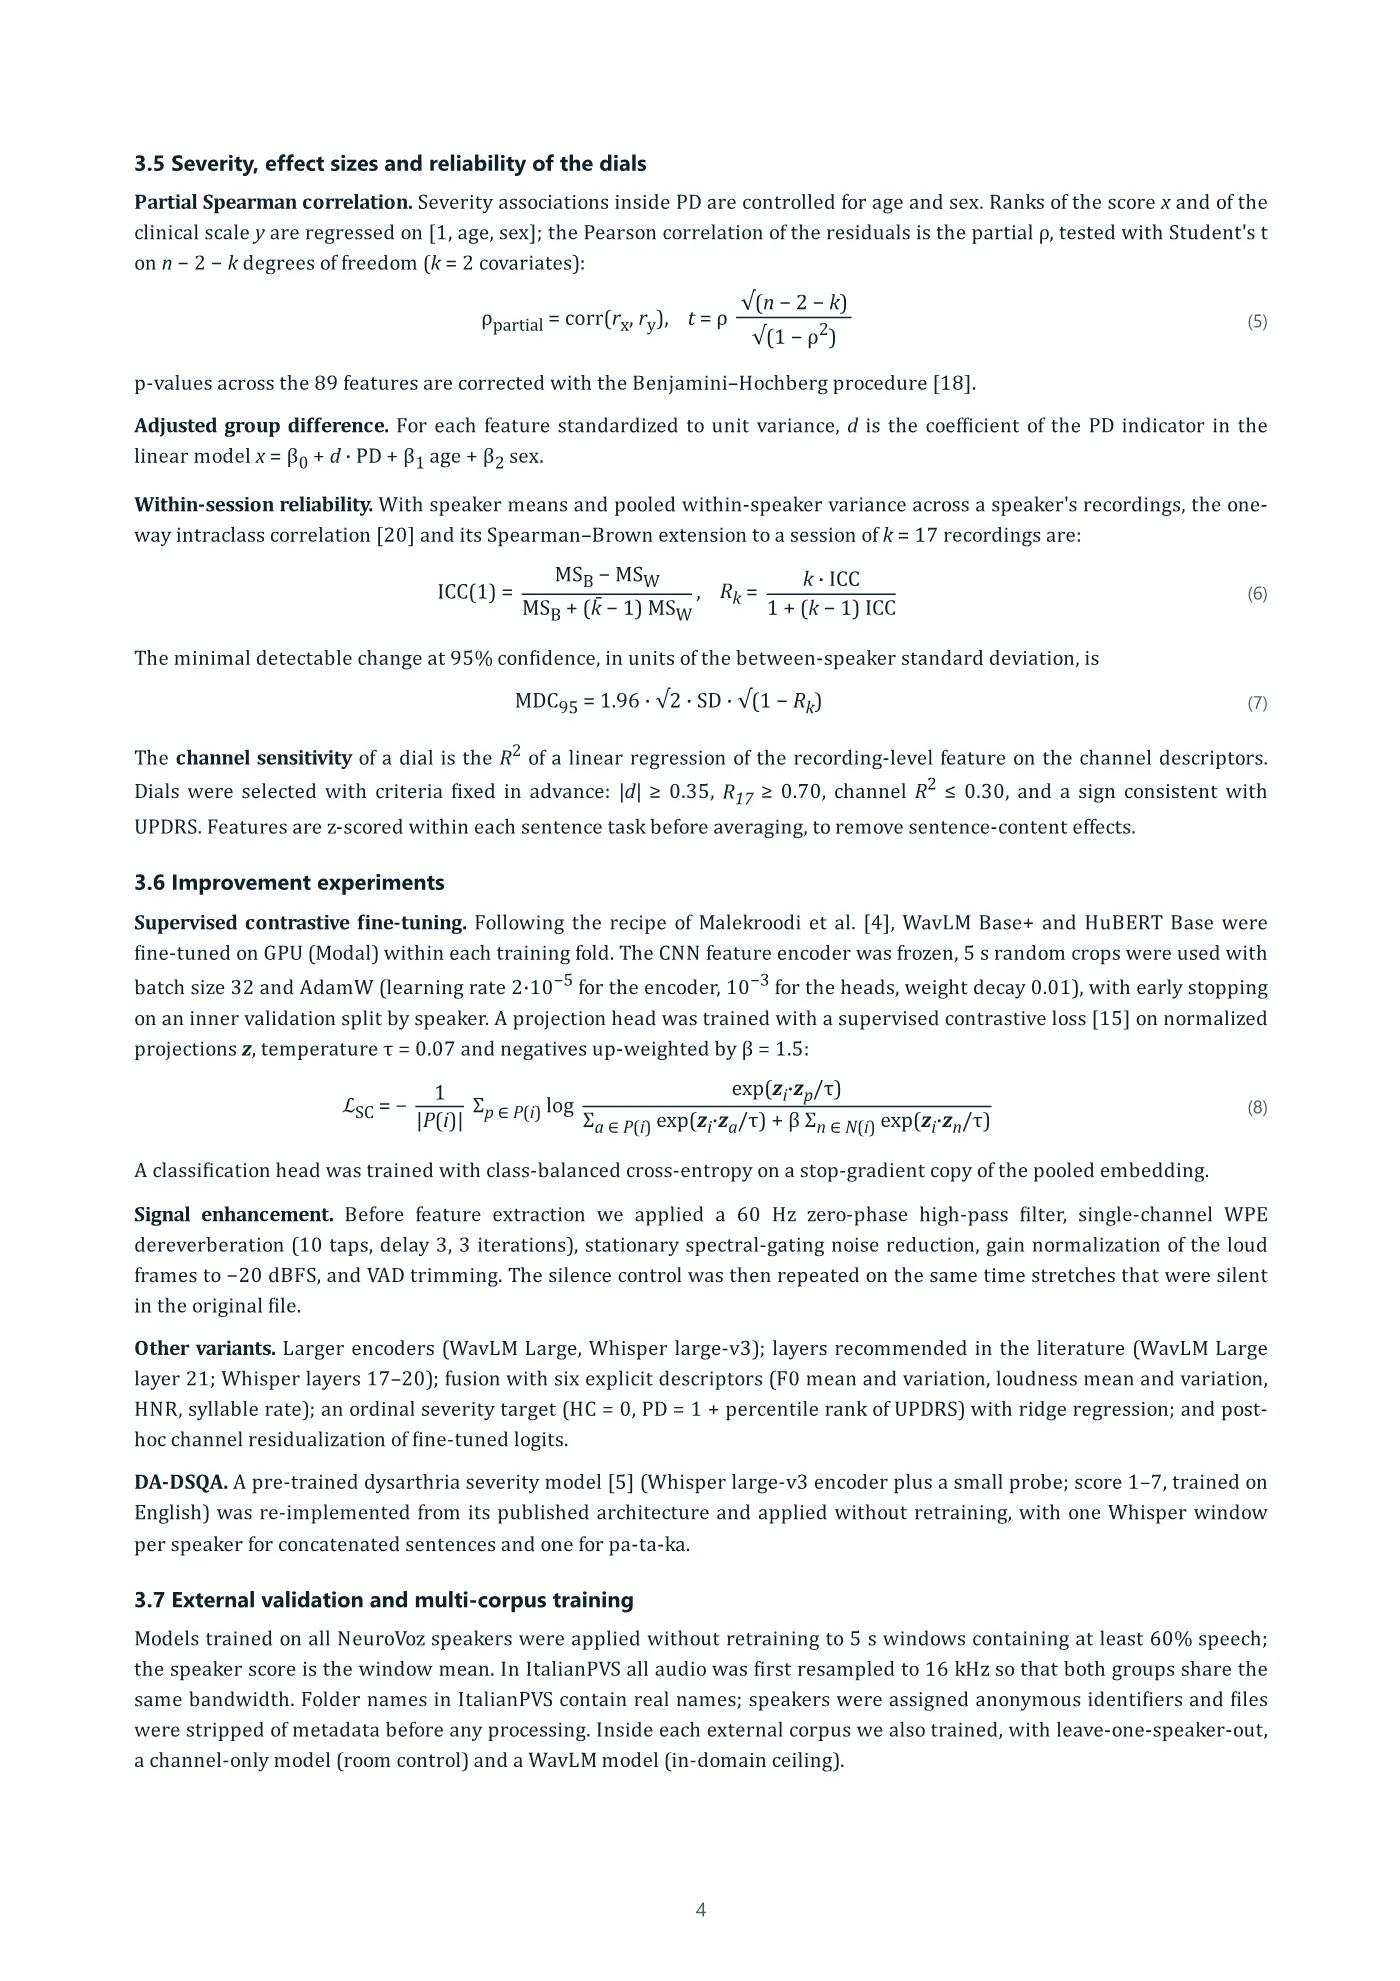 3.5 Severity, effect sizes and reliability of the dials
Partial Spearman correlation. Severity associations inside PD are controlled for age and sex. Ranks of the score x and of the
clinical scale y are regressed on [1, age, sex]; the Pearson correlation of the residuals is the partial ρ, tested with Student's t
on n − 2 − k degrees of freedom (k = 2 covariates):
ρ_partial = corr(r_x, r_y), t = ρ √(n − 2 − k) / √(1 − ρ²) (5)
p-values across the 89 features are corrected with the Benjamini–Hochberg procedure [18].
Adjusted group difference. For each feature standardized to unit variance, d is the coefficient of the PD indicator in the
linear model x = β₀ + d · PD + β₁ age + β₂ sex.
Within-session reliability. With speaker means and pooled within-speaker variance across a speaker's recordings, the one-
way intraclass correlation [20] and its Spearman–Brown extension to a session of k = 17 recordings are:
ICC(1) = MS_B − MS_W / MS_B + (k̄ − 1) MS_W, R_k = k · ICC / 1 + (k − 1) ICC (6)
The minimal detectable change at 95% confidence, in units of the between-speaker standard deviation, is
MDC₉₅ = 1.96 · √2 · SD · √(1 − R_k) (7)
The channel sensitivity of a dial is the R² of a linear regression of the recording-level feature on the channel descriptors.
Dials were selected with criteria fixed in advance: |d| ≥ 0.35, R₁₇ ≥ 0.70, channel R² ≤ 0.30, and a sign consistent with
UPDRS. Features are z-scored within each sentence task before averaging, to remove sentence-content effects.
3.6 Improvement experiments
Supervised contrastive fine-tuning. Following the recipe of Malekroodi et al. [4], WavLM Base+ and HuBERT Base were
fine-tuned on GPU (Modal) within each training fold. The CNN feature encoder was frozen, 5 s random crops were used with
batch size 32 and AdamW (learning rate 2·10⁻⁵ for the encoder, 10⁻³ for the heads, weight decay 0.01), with early stopping
on an inner validation split by speaker. A projection head was trained with a supervised contrastive loss [15] on normalized
projections z, temperature τ = 0.07 and negatives up-weighted by β = 1.5:
ℒ_SC = − 1 / |P(i)| Σ_p ∈ P(i) log exp(z_i·z_p/τ) / Σ_a ∈ P(i) exp(z_i·z_a/τ) + β Σ_n ∈ N(i) exp(z_i·z_n/τ) (8)
A classification head was trained with class-balanced cross-entropy on a stop-gradient copy of the pooled embedding.
Signal enhancement. Before feature extraction we applied a 60 Hz zero-phase high-pass filter, single-channel WPE
dereverberation (10 taps, delay 3, 3 iterations), stationary spectral-gating noise reduction, gain normalization of the loud
frames to −20 dBFS, and VAD trimming. The silence control was then repeated on the same time stretches that were silent
in the original file.
Other variants. Larger encoders (WavLM Large, Whisper large-v3); layers recommended in the literature (WavLM Large
layer 21; Whisper layers 17–20); fusion with six explicit descriptors (F0 mean and variation, loudness mean and variation,
HNR, syllable rate); an ordinal severity target (HC = 0, PD = 1 + percentile rank of UPDRS) with ridge regression; and post-
hoc channel residualization of fine-tuned logits.
DA-DSQA. A pre-trained dysarthria severity model [5] (Whisper large-v3 encoder plus a small probe; score 1–7, trained on
English) was re-implemented from its published architecture and applied without retraining, with one Whisper window
per speaker for concatenated sentences and one for pa-ta-ka.
3.7 External validation and multi-corpus training
Models trained on all NeuroVoz speakers were applied without retraining to 5 s windows containing at least 60% speech;
the speaker score is the window mean. In ItalianPVS all audio was first resampled to 16 kHz so that both groups share the
same bandwidth. Folder names in ItalianPVS contain real names; speakers were assigned anonymous identifiers and files
were stripped of metadata before any processing. Inside each external corpus we also trained, with leave-one-speaker-out,
a channel-only model (room control) and a WavLM model (in-domain ceiling).
4